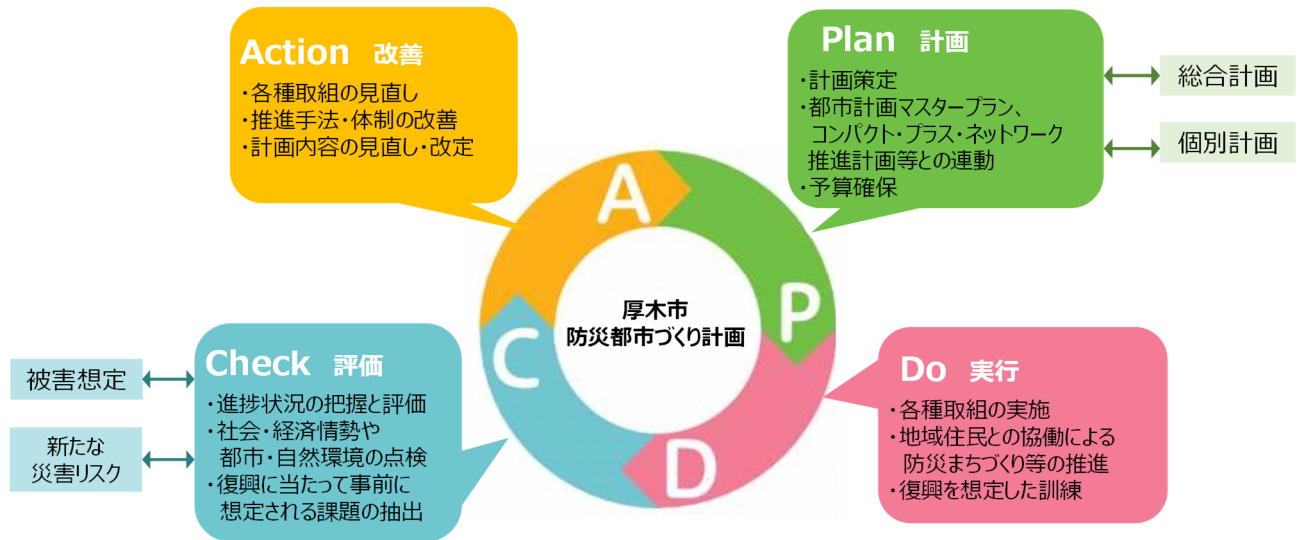 Action 改善
・各種取組の見直し
・推進手法・体制の改善
・計画内容の見直し・改定
Plan 計画
・計画策定
・都市計画マスタープラン、
コンパクト・プラス・ネットワーク
推進計画等との連動
・予算確保
総合計画
個別計画
A
P
D
C
厚木市
防災都市づくり計画
Check 評価
・進捗状況の把握と評価
・社会・経済情勢や
都市・自然環境の点検
・復興に当たって事前に
想定される課題の抽出
被害想定
新たな
災害リスク
Do 実行
・各種取組の実施
・地域住民との協働による
防災まちづくり等の推進
・復興を想定した訓練